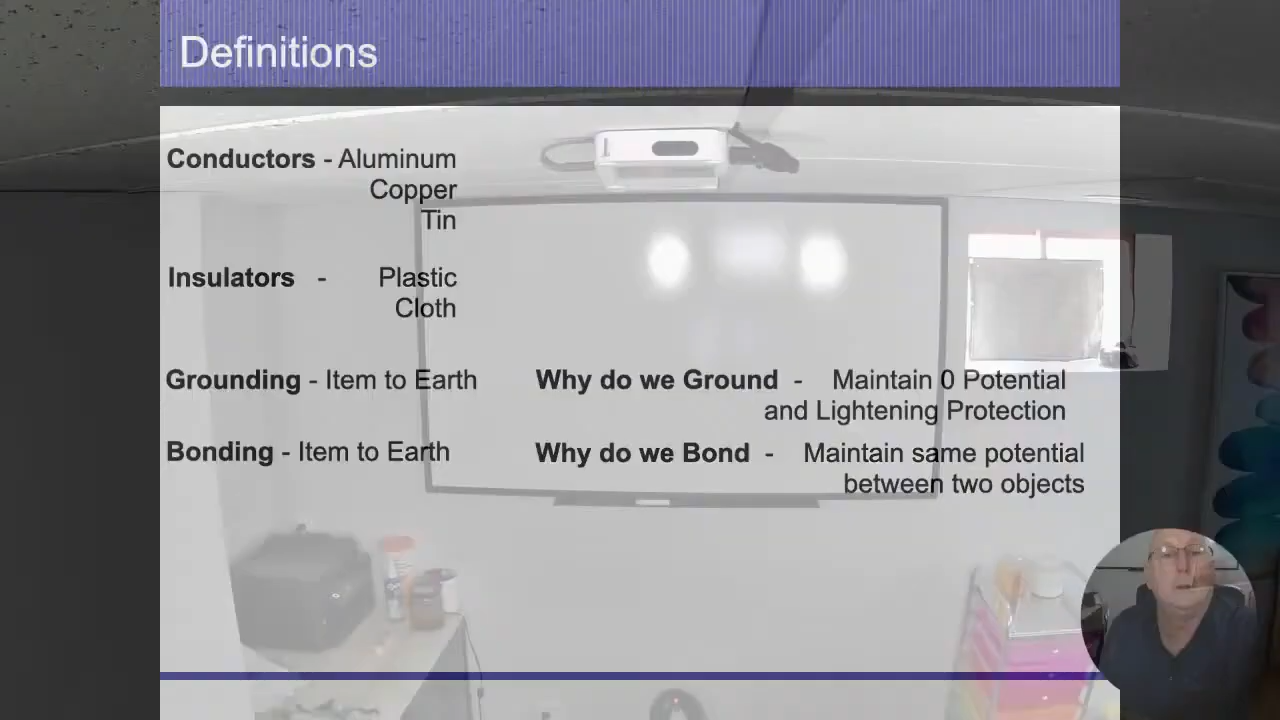 Definitions
Conductors - Aluminum
Copper
Tin
Insulators - Plastic
Cloth
Grounding - Item to Earth
Why do we Ground - Maintain 0 Potential
and Lightening Protection
Bonding - Item to Earth
Why do we Bond - Maintain same potential
between two objects